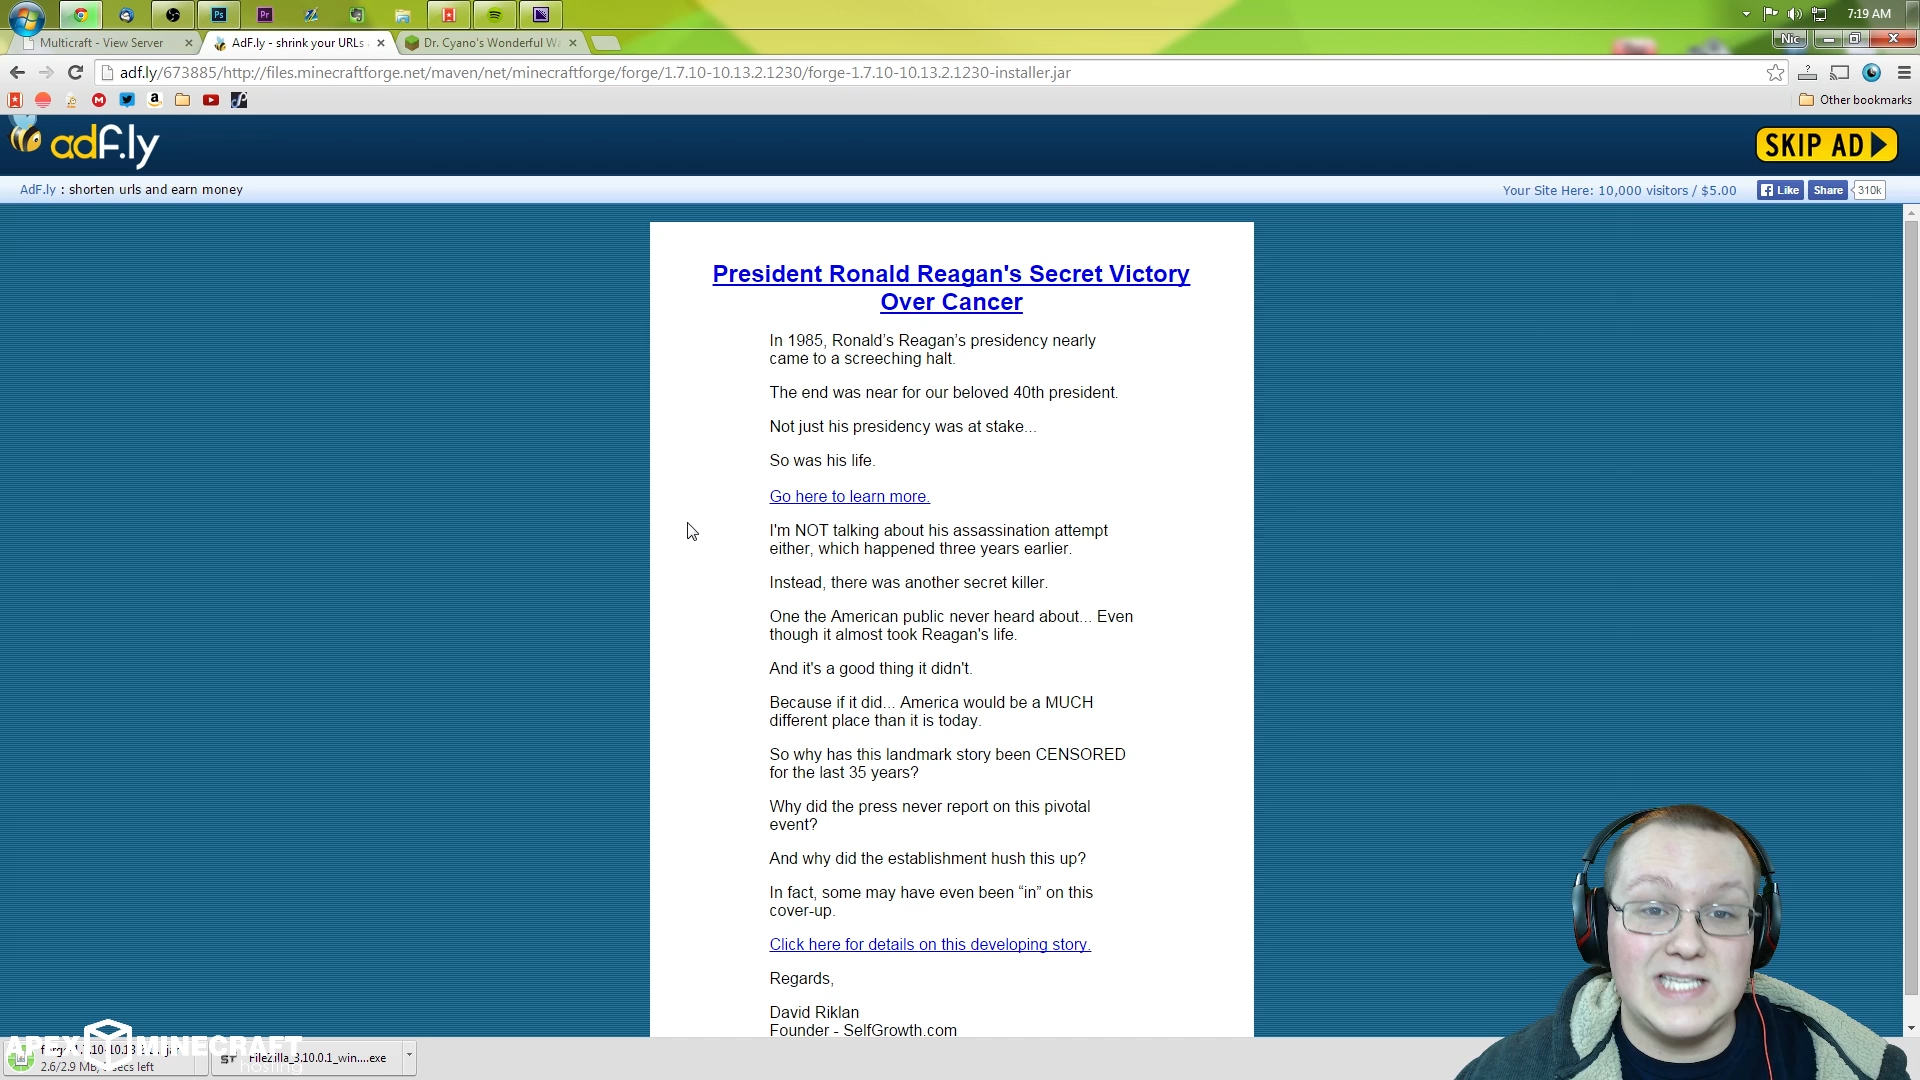 7:19 AM
Multicraft - View Server
AdF.ly - shrink your URLs
Dr. Cyano's Wonderful Wa
Nic
adf.ly/673885/http://files.minecraftforge.net/maven/net/minecraftforge/forge/1.7.10-10.13.2.1230/forge-1.7.10-10.13.2.1230-installer.jar
Other bookmarks
adf.ly
SKIP AD
AdF.ly : shorten urls and earn money
Your Site Here: 10,000 visitors / $5.00
Like
Share
310k
President Ronald Reagan's Secret Victory
Over Cancer
In 1985, Ronald’s Reagan’s presidency nearly
came to a screeching halt.
The end was near for our beloved 40th president.
Not just his presidency was at stake...
So was his life.
Go here to learn more.
I'm NOT talking about his assassination attempt
either, which happened three years earlier.
Instead, there was another secret killer.
One the American public never heard about... Even
though it almost took Reagan's life.
And it's a good thing it didn't.
Because if it did... America would be a MUCH
different place than it is today.
So why has this landmark story been CENSORED
for the last 35 years?
Why did the press never report on this pivotal
event?
And why did the establishment hush this up?
In fact, some may have even been “in” on this
cover-up.
Click here for details on this developing story.
Regards,
David Riklan
Founder - SelfGrowth.com
APEX MINECRAFT
hosting
2.6/2.9 MB, secs left
FileZilla_3.10.0.1_win....exe